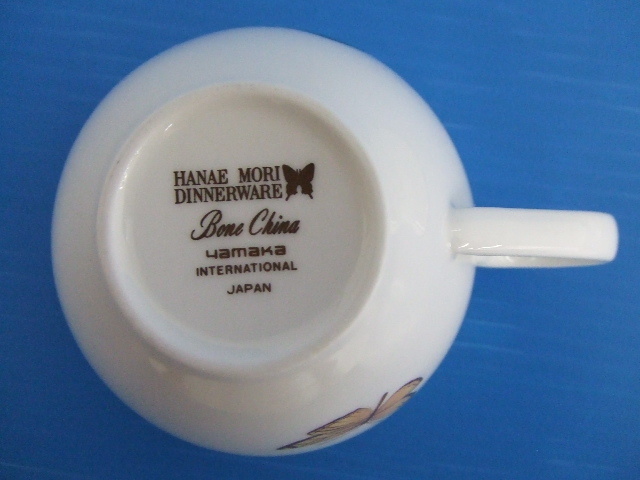 HANAE MORI
DINNERWARE
Bone China
yamaka
INTERNATIONAL
JAPAN